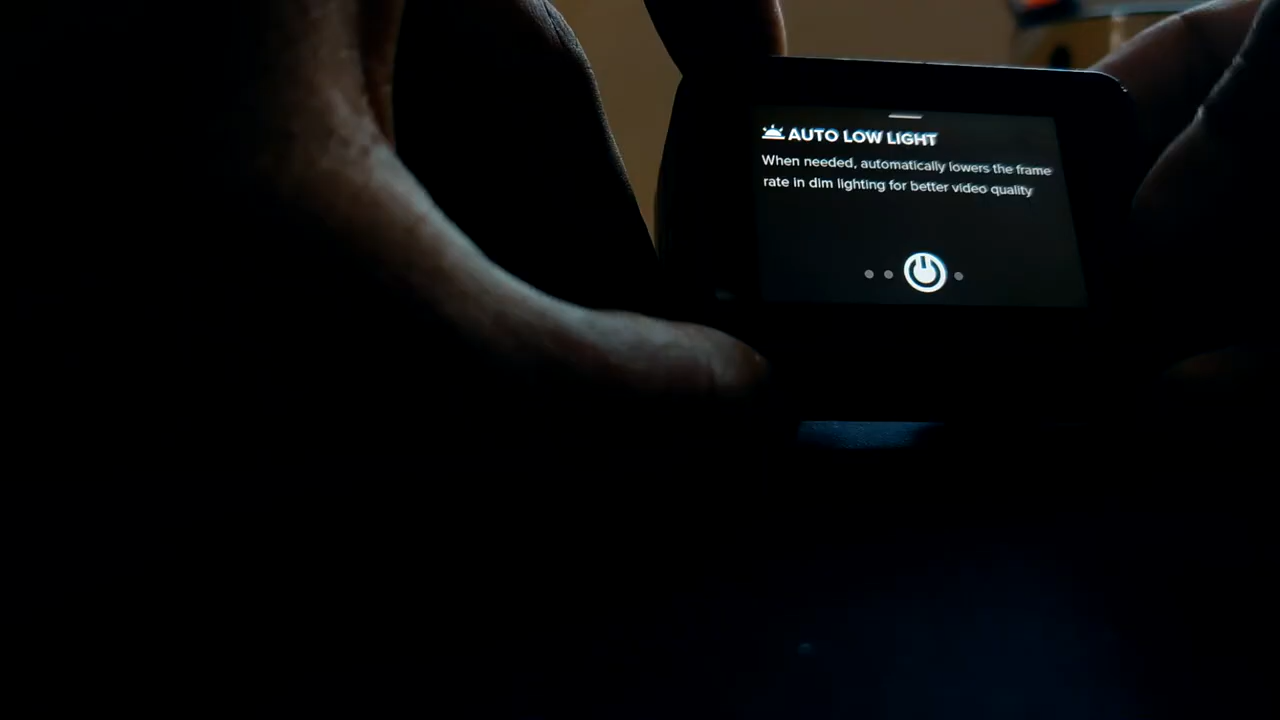 AUTO LOW LIGHT
When needed, automatically lowers the frame
rate in dim lighting for better video quality